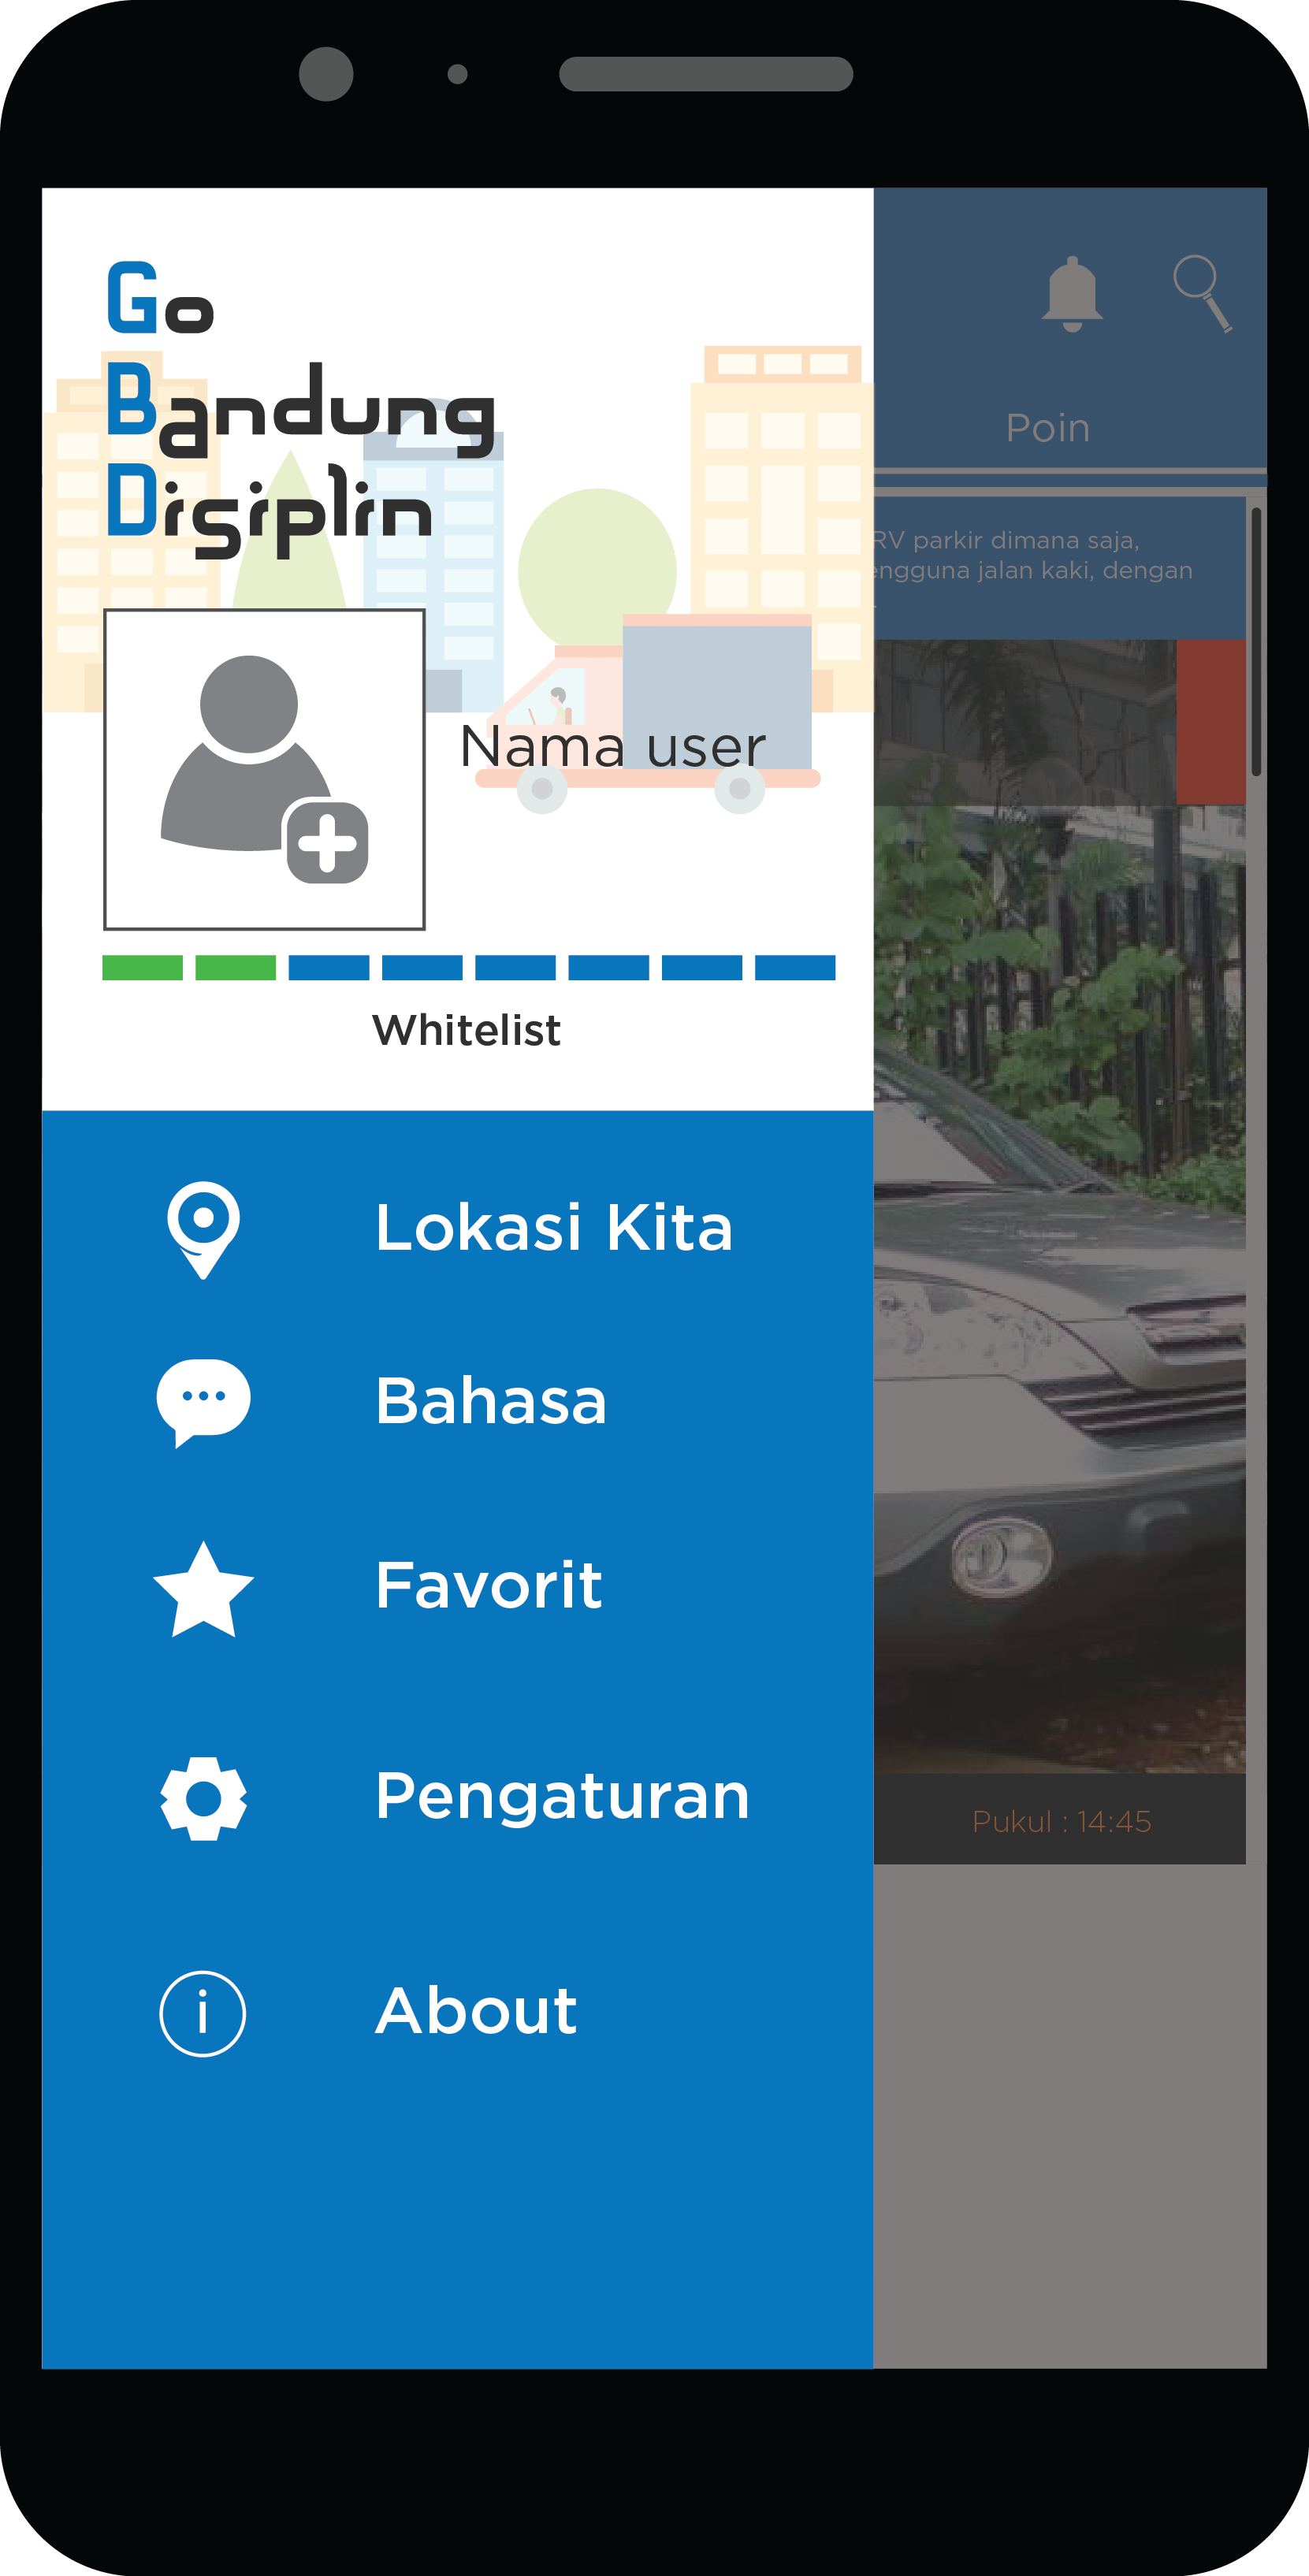 Go
Bandung
Disiplin
Nama user
Whitelist
Lokasi Kita
Bahasa
Favorit
Pengaturan
About
Poin
RV parkir dimana saja,
engguna jalan kaki, dengan
Pukul : 14:45